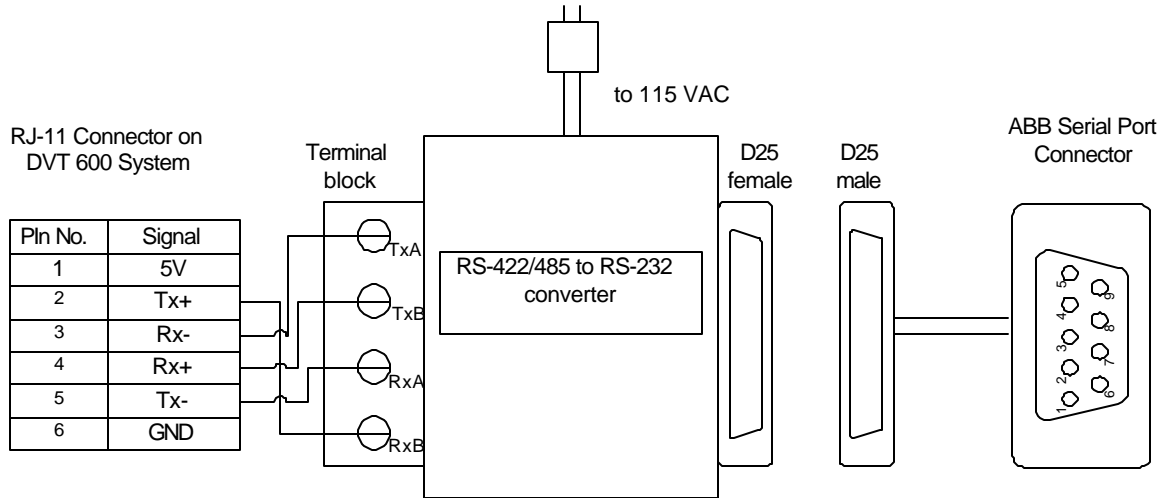 to 115 VAC
RJ-11 Connector on
DVT 600 System
Terminal
block
D25
female
D25
male
ABB Serial Port
Connector
PIn No. Signal
1 5V
2 Tx+
3 Rx-
4 Rx+
5 Tx-
6 GND
TxA
TxB
RxA
RxB
RS-422/485 to RS-232
converter
5
4
3
2
1
9
8
7
6